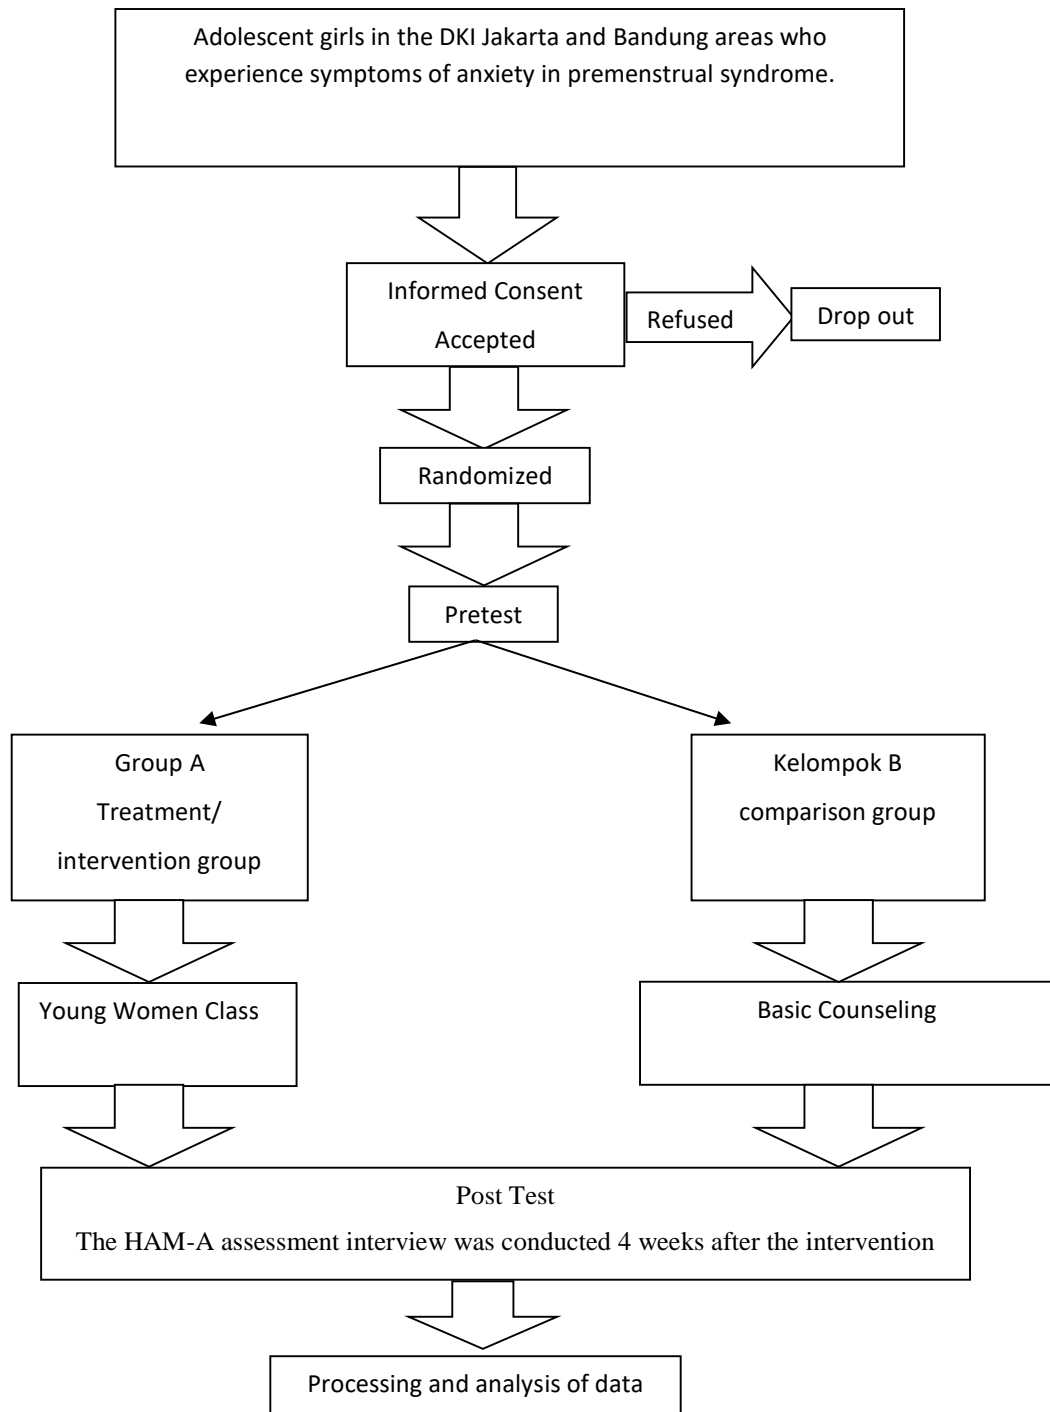 Adolescent girls in the DKI Jakarta and Bandung areas who
experience symptoms of anxiety in premenstrual syndrome.
Informed Consent
Accepted
Refused
Drop out
Randomized
Pretest
Group A
Treatment/
intervention group
Kelompok B
comparison group
Young Women Class
Basic Counseling
Post Test
The HAM-A assessment interview was conducted 4 weeks after the intervention
Processing and analysis of data